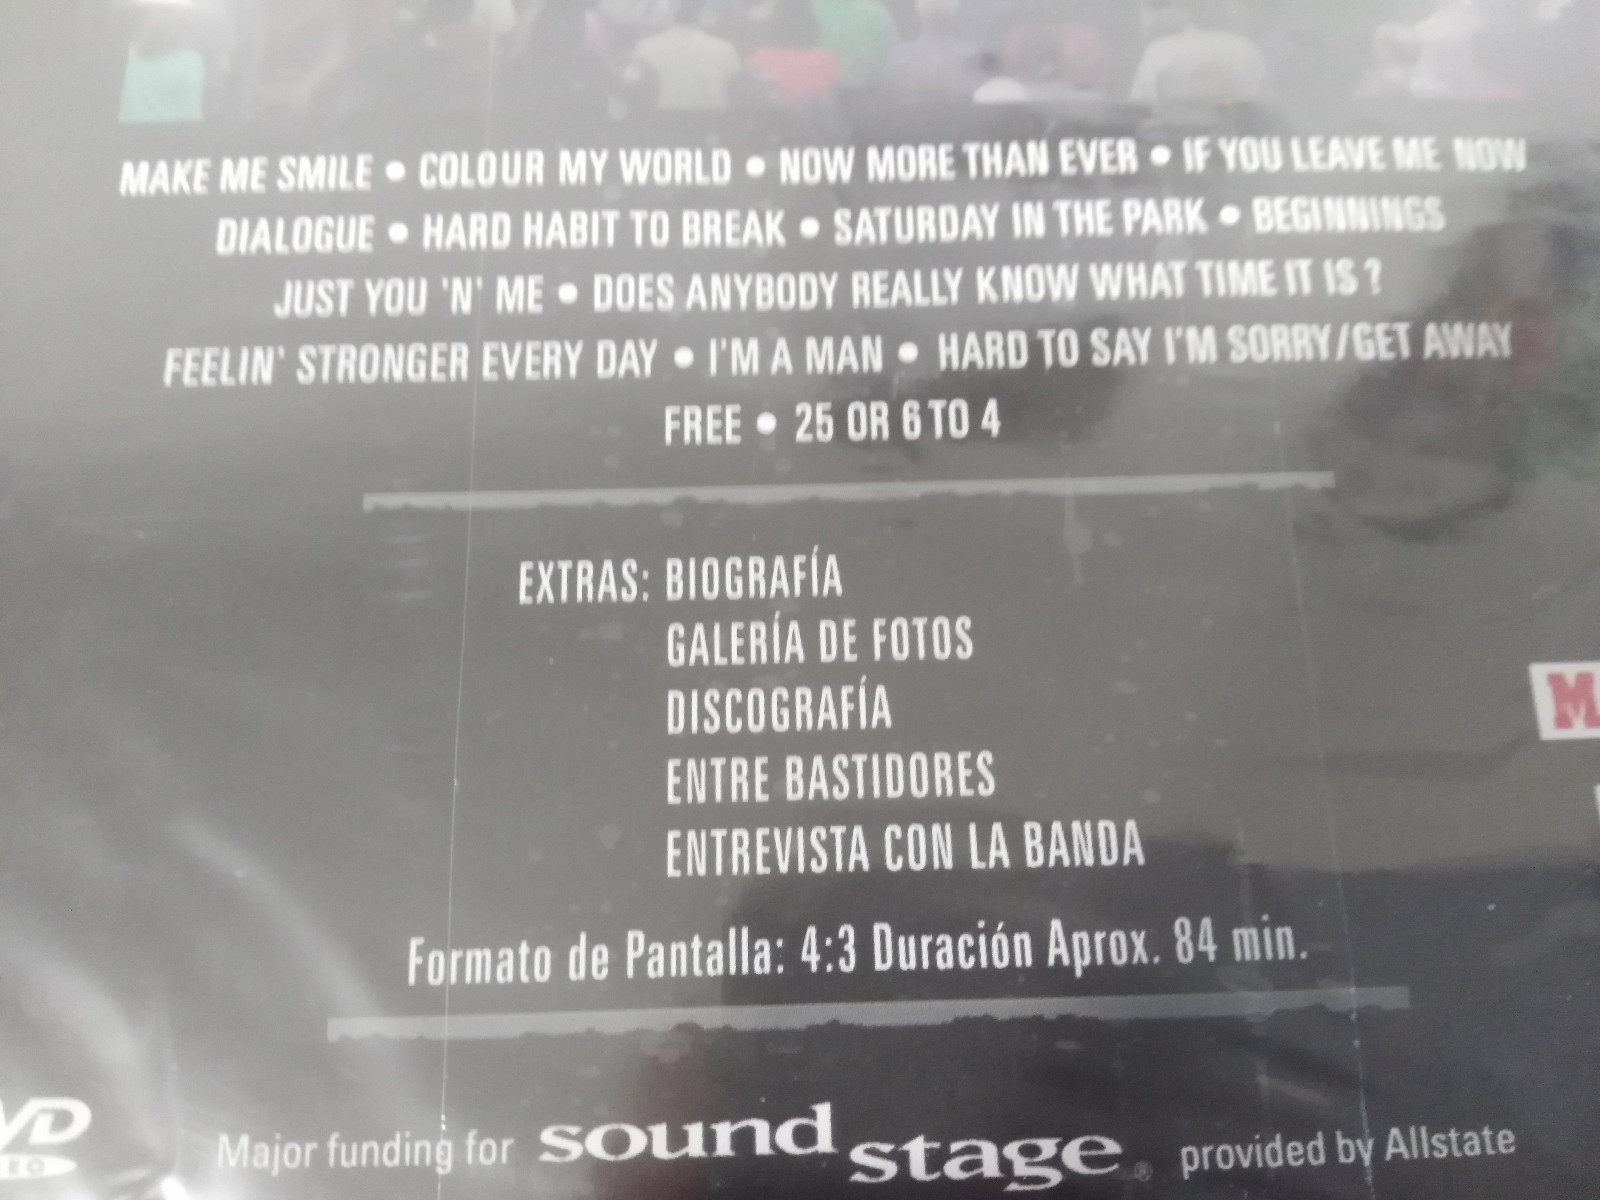 MAKE ME SMILE • COLOUR MY WORLD • NOW MORE THAN EVER • IF YOU LEAVE ME NOW
DIALOGUE • HARD HABIT TO BREAK • SATURDAY IN THE PARK • BEGINNINGS
JUST YOU 'N' ME • DOES ANYBODY REALLY KNOW WHAT TIME IT IS ?
FEELIN' STRONGER EVERY DAY • I'M A MAN • HARD TO SAY I'M SORRY/GET AWAY
FREE • 25 OR 6 TO 4
EXTRAS: BIOGRAFÍA
GALERÍA DE FOTOS
DISCOGRAFÍA
ENTRE BASTIDORES
ENTREVISTA CON LA BANDA
M
Formato de Pantalla: 4:3 Duración Aprox. 84 min.
Major funding for sound stage® provided by Allstate